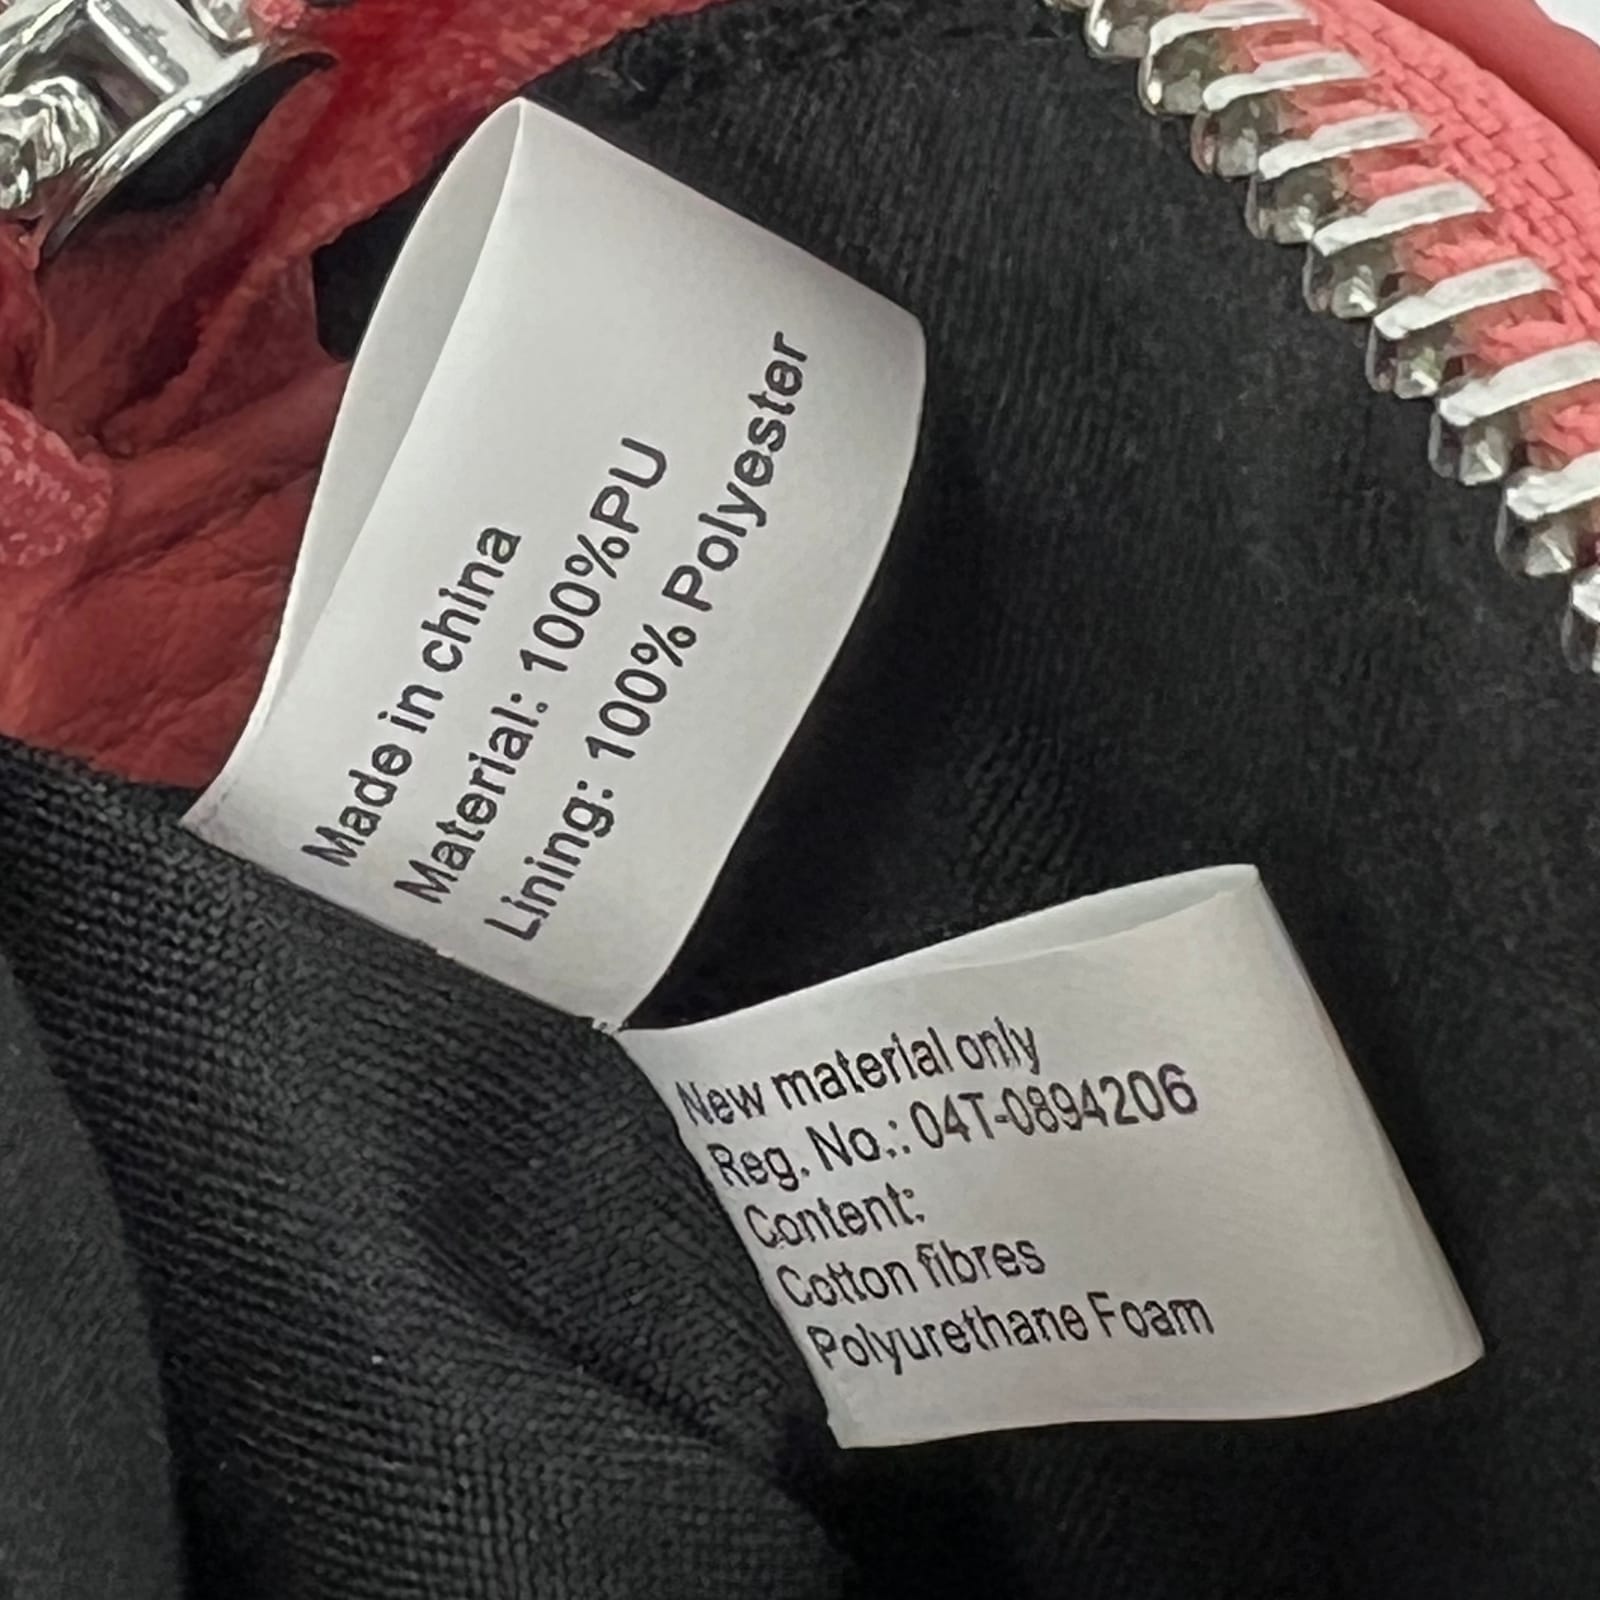 Made in china
Material: 100%PU
Lining: 100% Polyester
New material only
Reg. No.: 04T-0894206
Content:
Cotton fibres
Polyurethane Foam